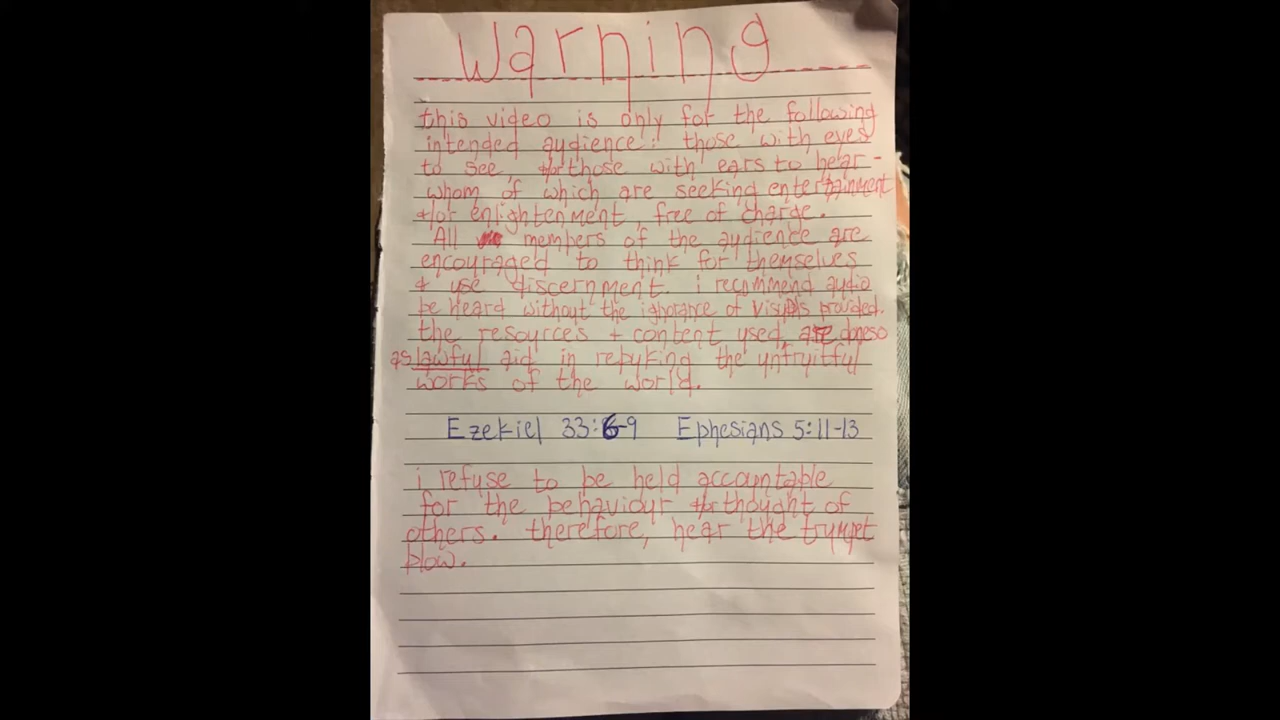 Warning
this video is only for the following
intended audience: those with eyes
to see, +/or those with ears to hear -
whom of which are seeking entertainment
+/or enlightenment, free of charge.
All members of the audience are
encouraged to think for themselves
+ use discernment. i recommend audio
be heard without the ignorance of visuals provided.
the resources + content used, are doneso
as lawful aid in rebuking the unfruitful
works of the world.
Ezekiel 33:6-9 Ephesians 5:11-13
i refuse to be held accountable
for the behaviour +/or thought of
others. therefore, hear the trumpet
blow.